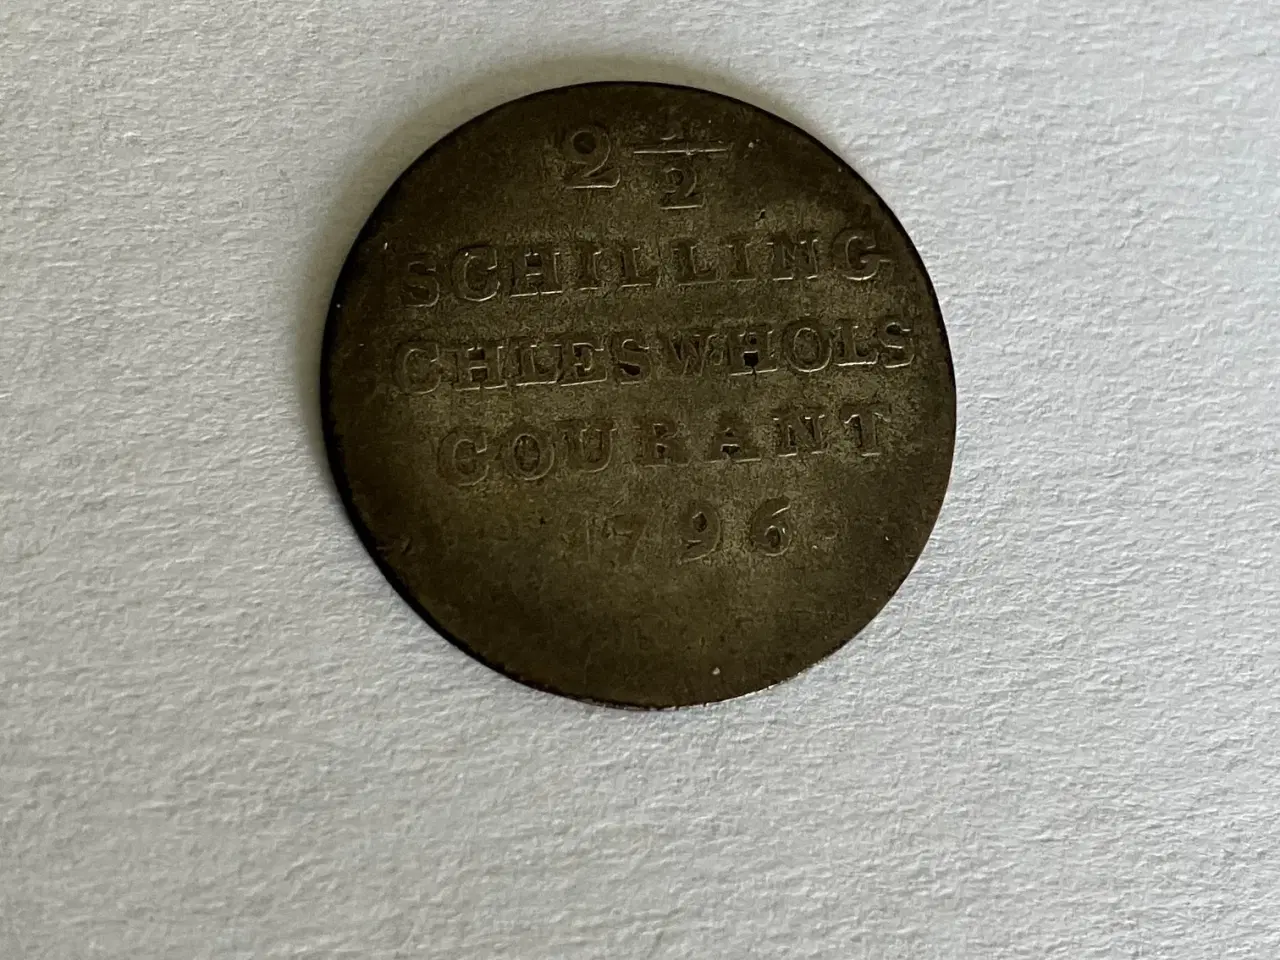 2 1/2
SCHILLING
CHLESWHOLS
COURANT
1796